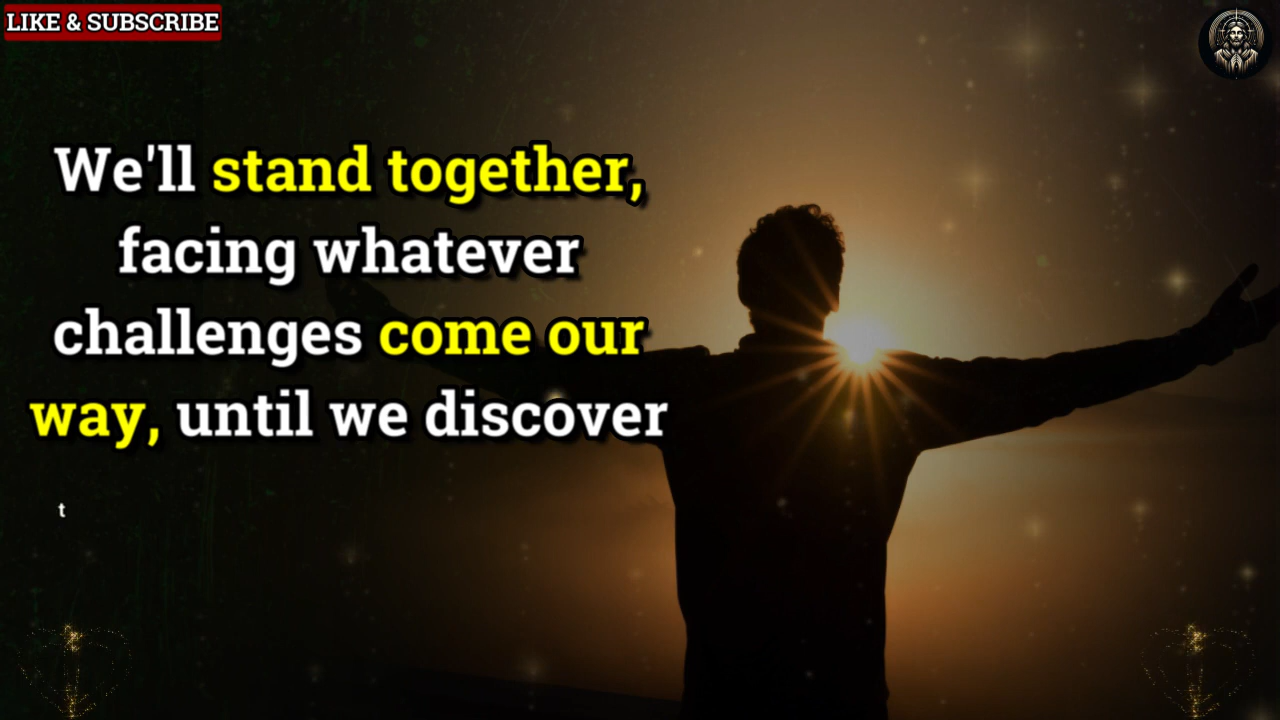 LIKE & SUBSCRIBE
We'll stand together,
facing whatever
challenges come our
way, until we discover
t